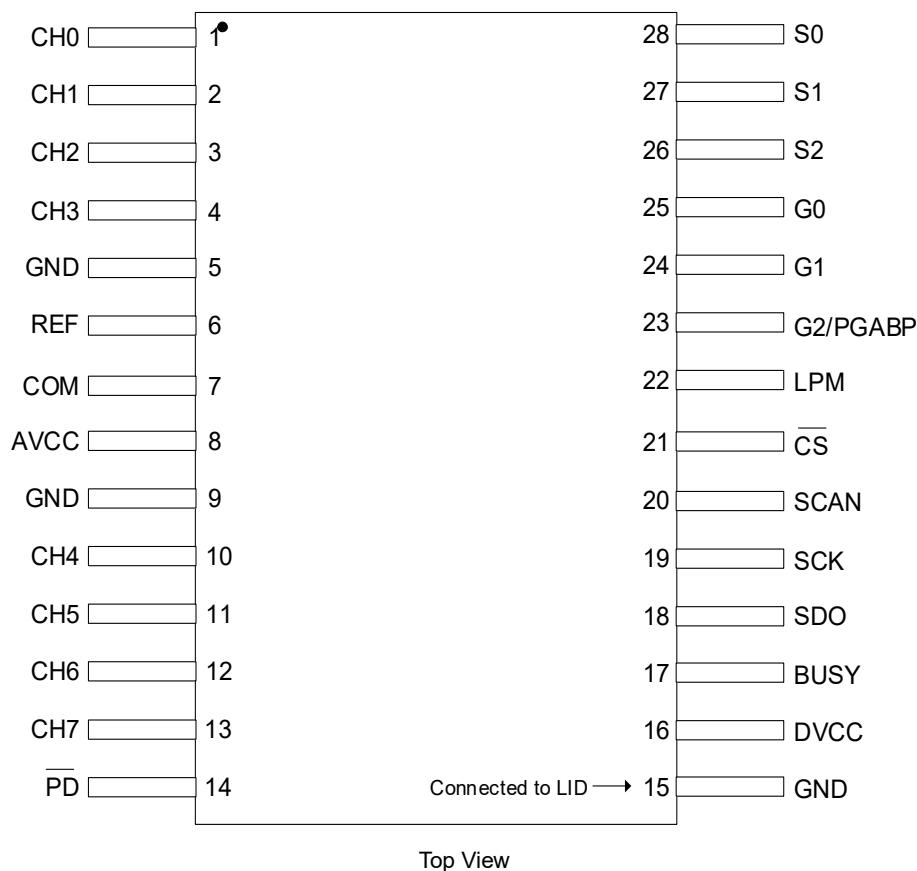 CH0 1 28 S0
CH1 2 27 S1
CH2 3 26 S2
CH3 4 25 G0
GND 5 24 G1
REF 6 23 G2/PGABP
COM 7 22 LPM
AVCC 8 21 C̅S̅
GND 9 20 SCAN
CH4 10 19 SCK
CH5 11 18 SDO
CH6 12 17 BUSY
CH7 13 16 DVCC
P̅D̅ 14 Connected to LID → 15 GND
Top View